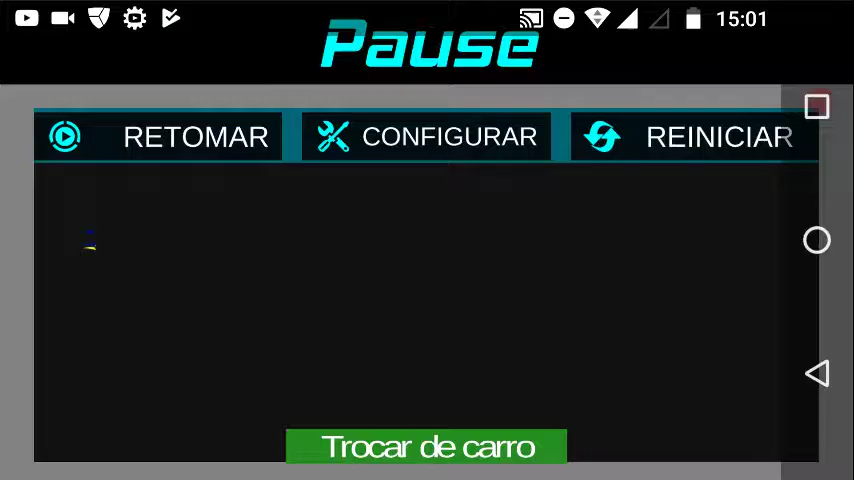 15:01
Pause
RETOMAR
CONFIGURAR
REINICIAR
Trocar de carro